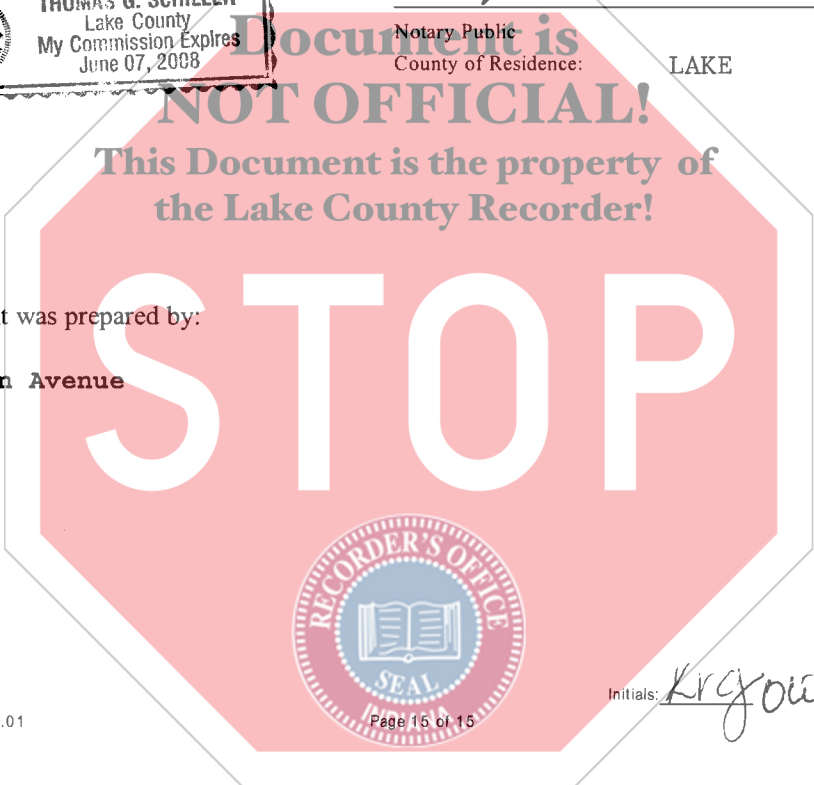 THOMAS G. SCHILLER
Lake County
My Commission Expires
June 07, 2008
Notary Public
County of Residence: LAKE
Document is
NOT OFFICIAL!
This Document is the property of
the Lake County Recorder!
t was prepared by:
n Avenue
STOP
RECORDER'S OFFICE
SEAL
INDIANA
Initials:
.01
Page 15 of 15